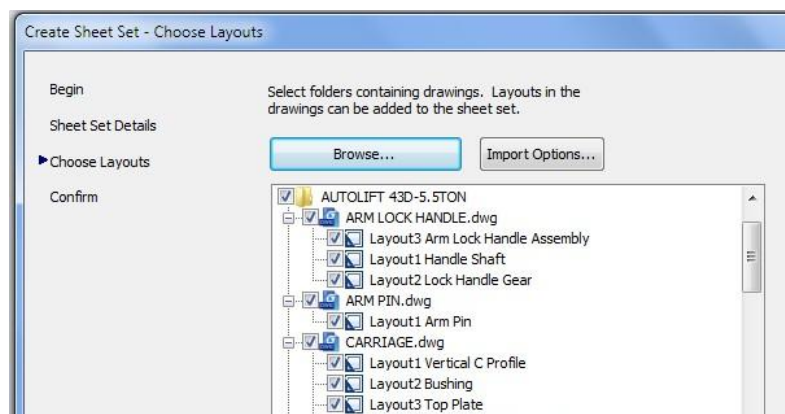 Create Sheet Set - Choose Layouts
Begin
Sheet Set Details
Choose Layouts
Confirm
Select folders containing drawings. Layouts in the
drawings can be added to the sheet set.
Browse...
Import Options...
AUTOLIFT 43D-5.5TON
ARM LOCK HANDLE.dwg
Layout3 Arm Lock Handle Assembly
Layout1 Handle Shaft
Layout2 Lock Handle Gear
ARM PIN.dwg
Layout1 Arm Pin
CARRIAGE.dwg
Layout1 Vertical C Profile
Layout2 Bushing
Layout3 Top Plate